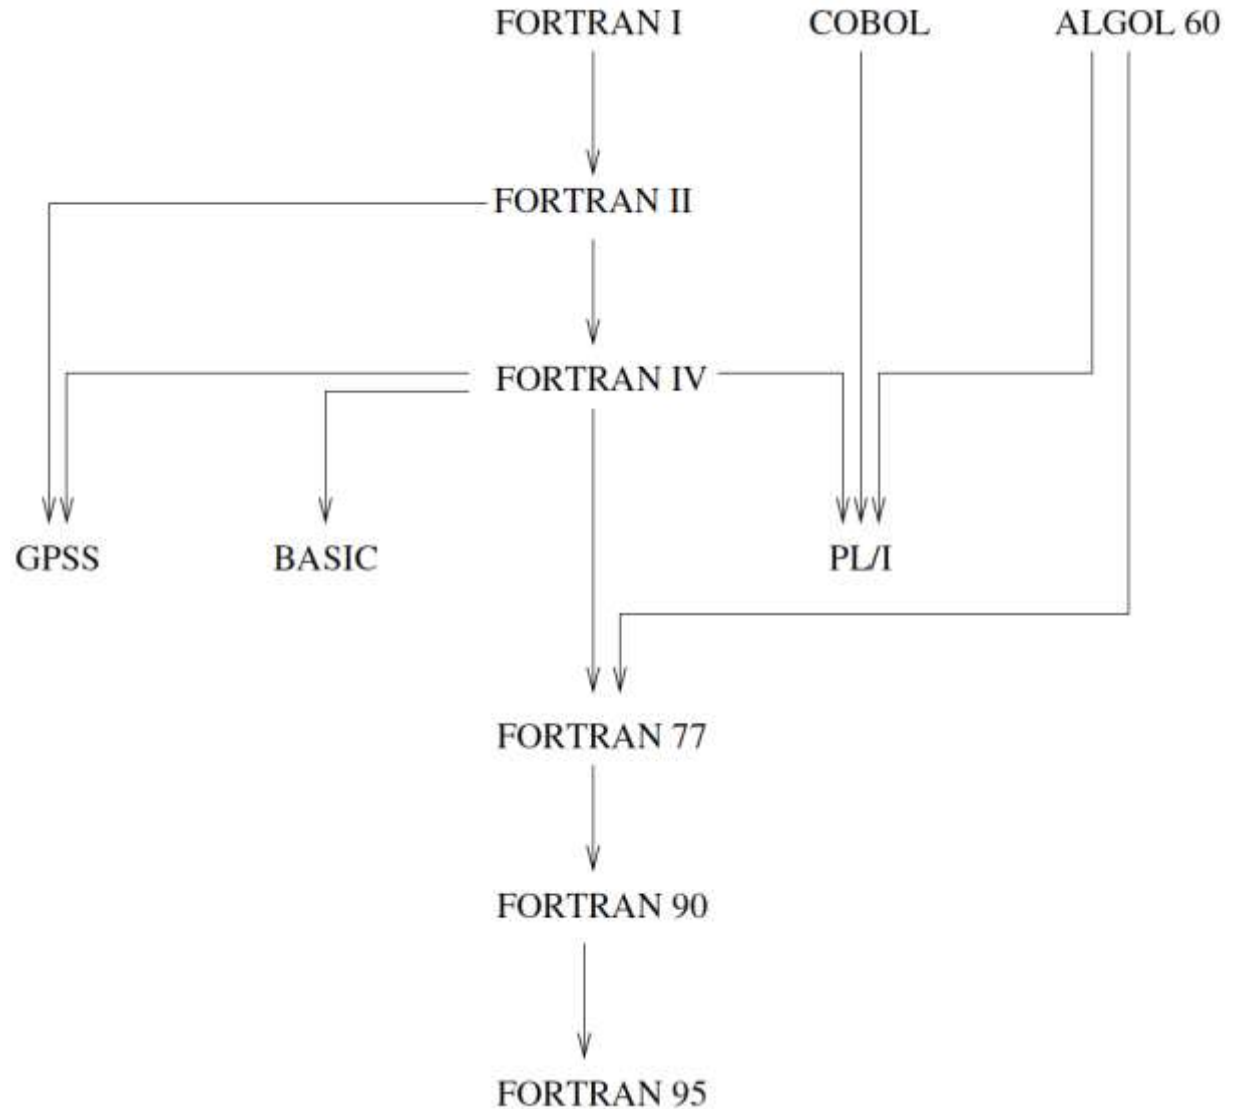 FORTRAN I
COBOL
ALGOL 60
FORTRAN II
FORTRAN IV
GPSS
BASIC
PL/I
FORTRAN 77
FORTRAN 90
FORTRAN 95